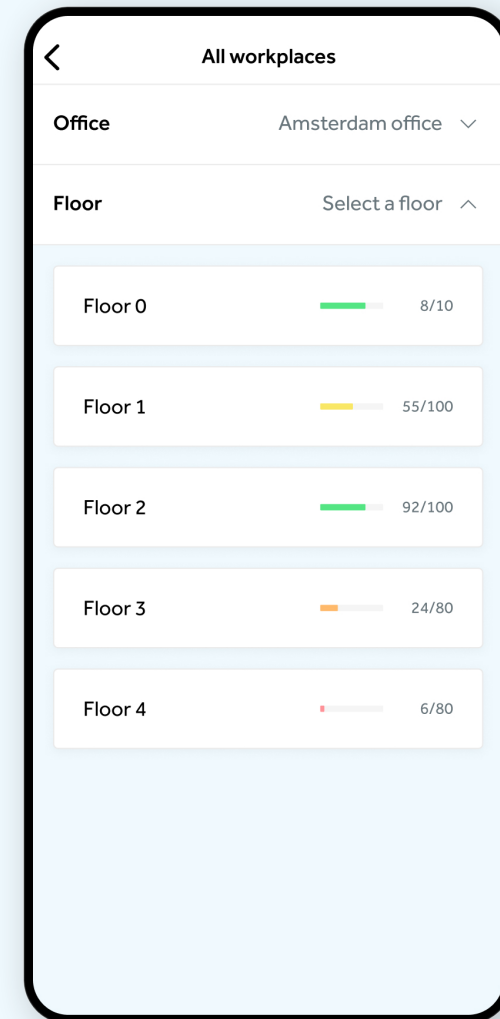 All workplaces
Office Amsterdam office
Floor Select a floor
Floor 0 8/10
Floor 1 55/100
Floor 2 92/100
Floor 3 24/80
Floor 4 6/80